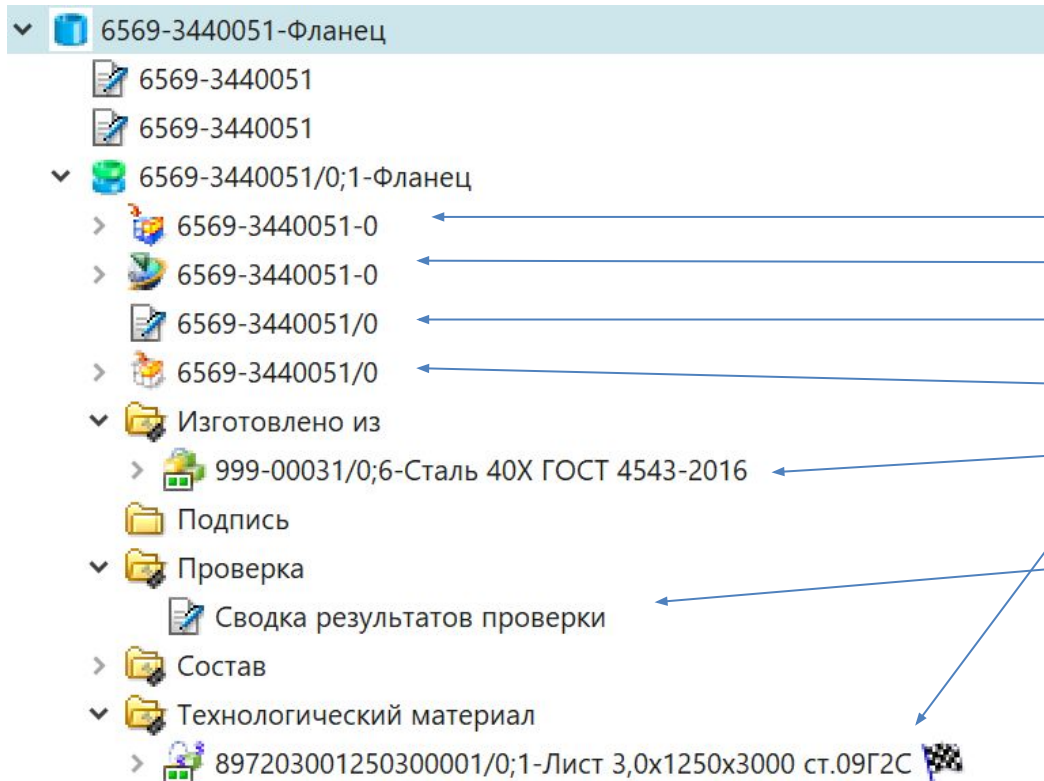 6569-3440051-Фланец
6569-3440051
6569-3440051
6569-3440051/0;1-Фланец
6569-3440051-0
6569-3440051-0
6569-3440051/0
6569-3440051/0
Изготовлено из
999-00031/0;6-Сталь 40Х ГОСТ 4543-2016
Подпись
Проверка
Сводка результатов проверки
Состав
Технологический материал
897203001250300001/0;1-Лист 3,0х1250х3000 ст.09Г2С